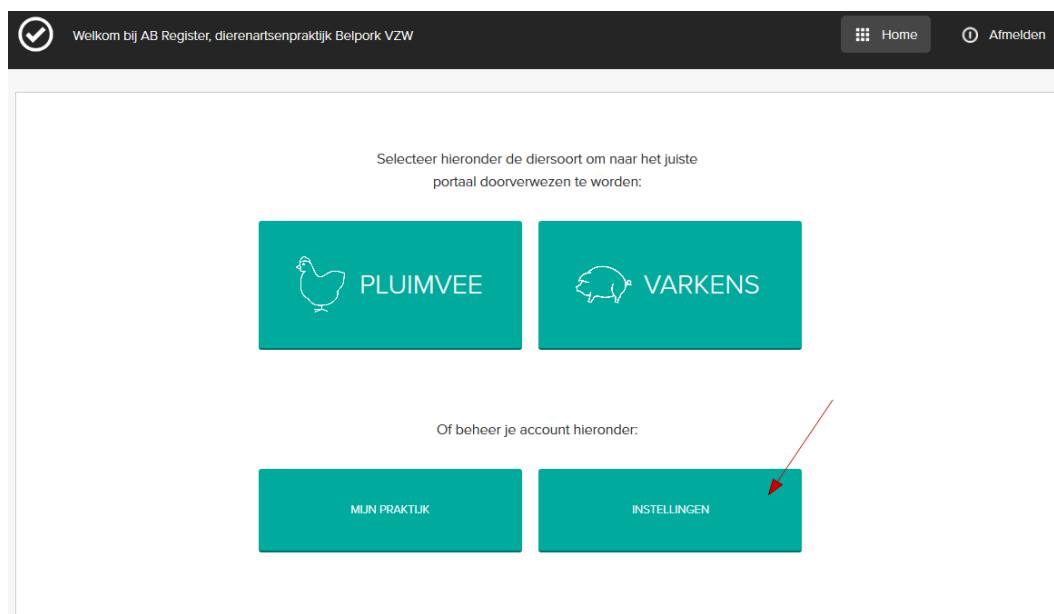 Welkom bij AB Register, dierenartsenpraktijk Belpork VZW
Home
Afmelden
Selecteer hieronder de diersoort om naar het juiste
portaal doorverwezen te worden:
PLUIMVEE
VARKENS
Of beheer je account hieronder:
MIJN PRAKTIJK
INSTELLINGEN